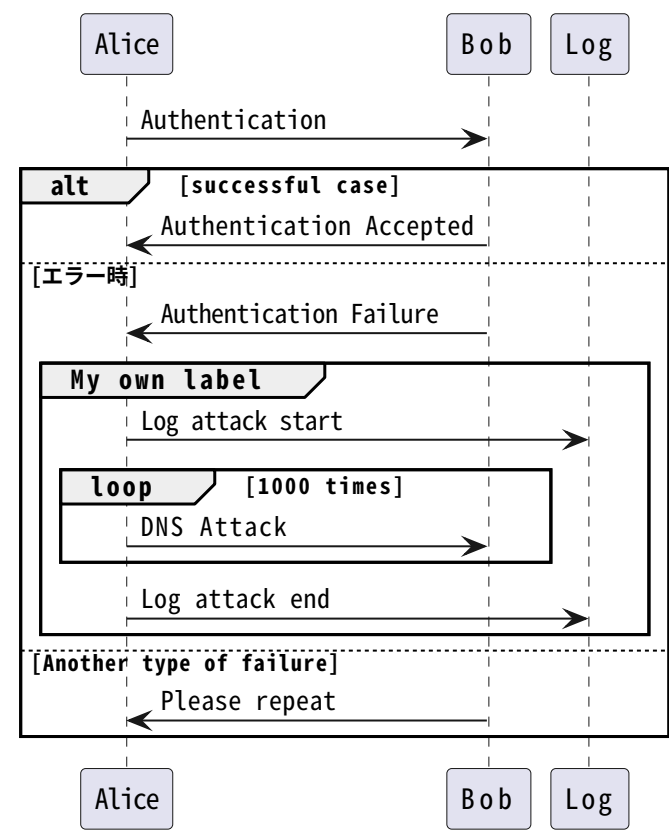 Alice Bob Log
Authentication
alt [successful case]
Authentication Accepted
[エラー時]
Authentication Failure
My own label
Log attack start
loop [1000 times]
DNS Attack
Log attack end
[Another type of failure]
Please repeat
Alice Bob Log